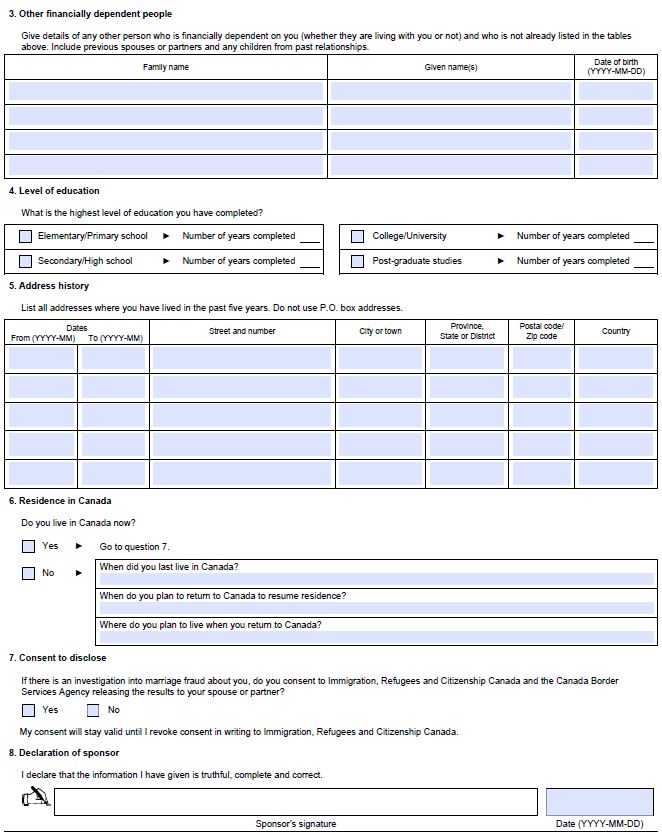 3. Other financially dependent people
Give details of any other person who is financially dependent on you (whether they are living with you or not) and who is not already listed in the tables
above. Include previous spouses or partners and any children from past relationships.
Family name
Given name(s)
Date of birth
(YYYY-MM-DD)
4. Level of education
What is the highest level of education you have completed?
Elementary/Primary school ► Number of years completed ____
College/University ► Number of years completed ____
Secondary/High school ► Number of years completed ____
Post-graduate studies ► Number of years completed ____
5. Address history
List all addresses where you have lived in the past five years. Do not use P.O. box addresses.
Dates
From (YYYY-MM) To (YYYY-MM)
Street and number
City or town
Province,
State or District
Postal code/
Zip code
Country
6. Residence in Canada
Do you live in Canada now?
Yes ► Go to question 7.
No ►
When did you last live in Canada?
When do you plan to return to Canada to resume residence?
Where do you plan to live when you return to Canada?
7. Consent to disclose
If there is an investigation into marriage fraud about you, do you consent to Immigration, Refugees and Citizenship Canada and the Canada Border
Services Agency releasing the results to your spouse or partner?
Yes No
My consent will stay valid until I revoke consent in writing to Immigration, Refugees and Citizenship Canada.
8. Declaration of sponsor
I declare that the information I have given is truthful, complete and correct.
Sponsor's signature
Date (YYYY-MM-DD)